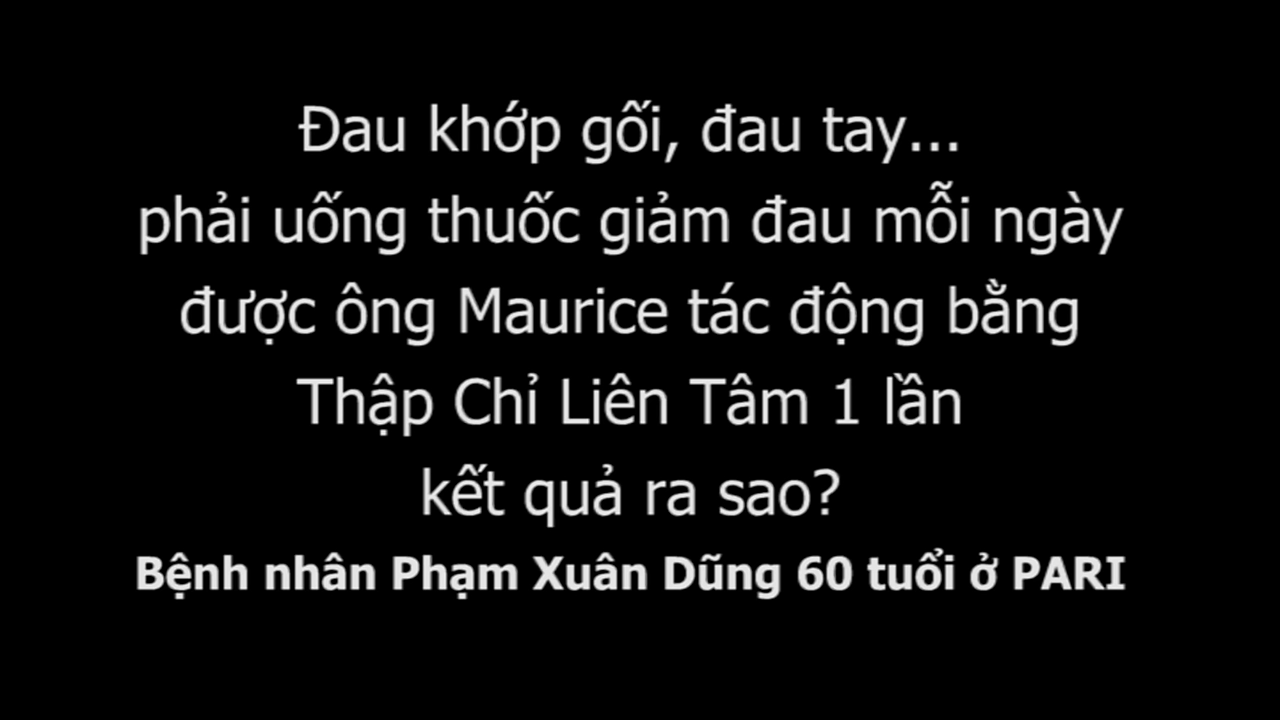 Đau khớp gối, đau tay...
phải uống thuốc giảm đau mỗi ngày
được ông Maurice tác động bằng
Thập Chỉ Liên Tâm 1 lần
kết quả ra sao?
Bệnh nhân Phạm Xuân Dũng 60 tuổi ở PARI